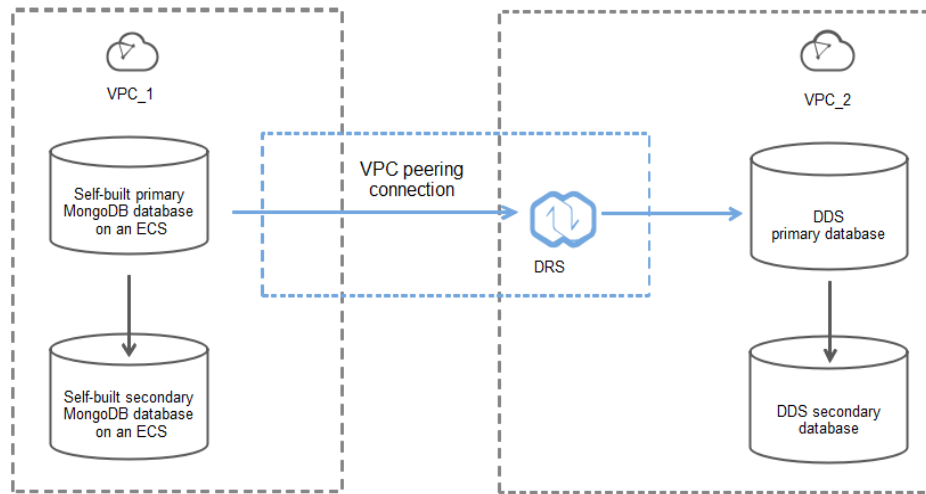 VPC_1
VPC_2
Self-built primary
MongoDB database
on an ECS
VPC peering
connection
DRS
DDS
primary database
Self-built secondary
MongoDB database
on an ECS
DDS secondary
database